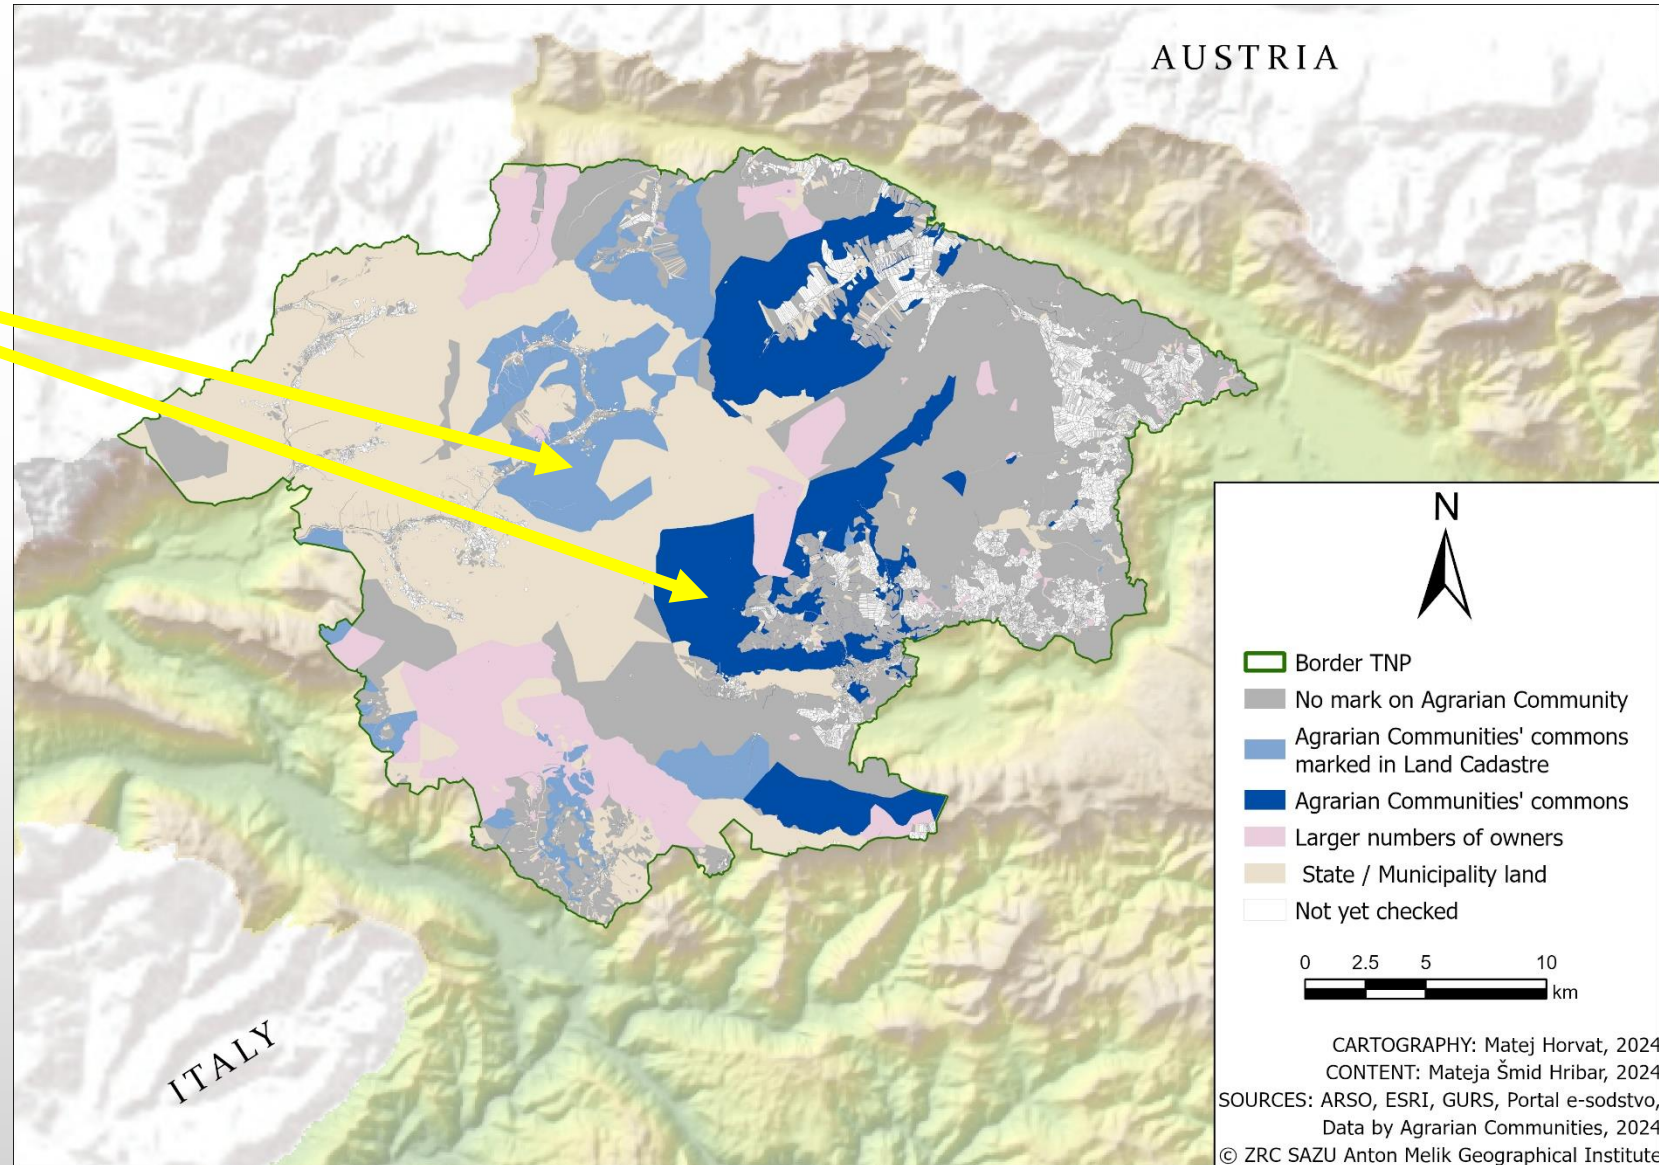 AUSTRIA
ITALY
N
Border TNP
No mark on Agrarian Community
Agrarian Communities' commons
marked in Land Cadastre
Agrarian Communities' commons
Larger numbers of owners
State / Municipality land
Not yet checked
0 2.5 5 10
km
CARTOGRAPHY: Matej Horvat, 2024
CONTENT: Mateja Šmid Hribar, 2024
SOURCES: ARSO, ESRI, GURS, Portal e-sodstvo,
Data by Agrarian Communities, 2024
© ZRC SAZU Anton Melik Geographical Institute